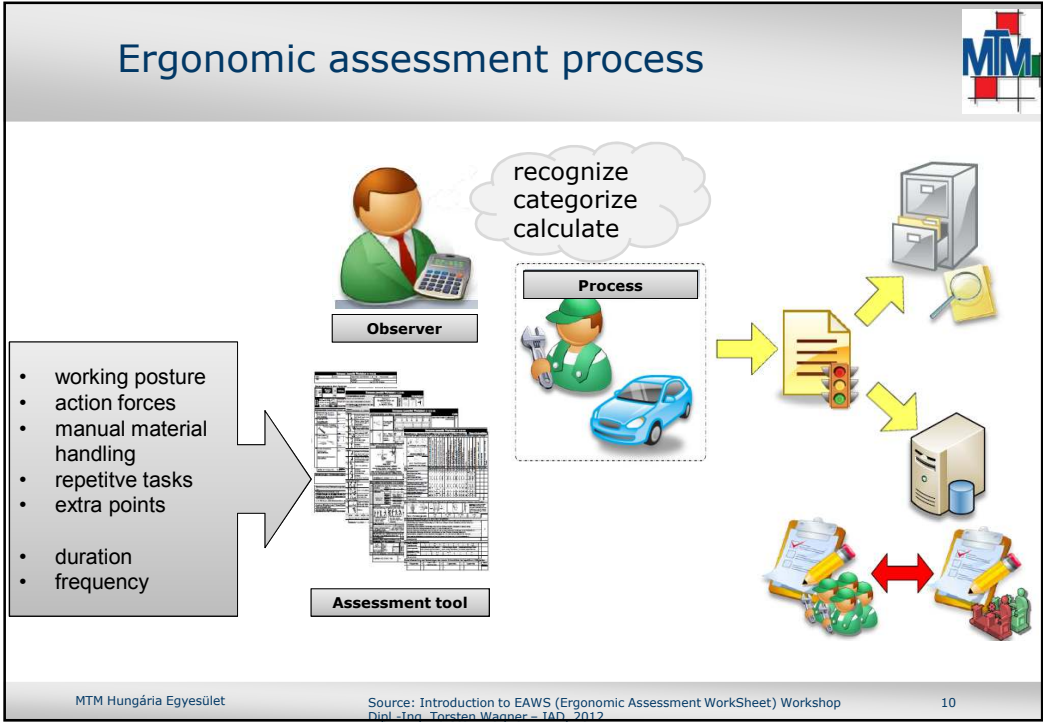 Ergonomic assessment process
MTM
recognize
categorize
calculate
Process
Observer
• working posture
• action forces
• manual material
handling
• repetitve tasks
• extra points
• duration
• frequency
Assessment tool
MTM Hungária Egyesület
Source: Introduction to EAWS (Ergonomic Assessment WorkSheet) Workshop
Dipl.-Ing. Torsten Wagner – IAD, 2012
10